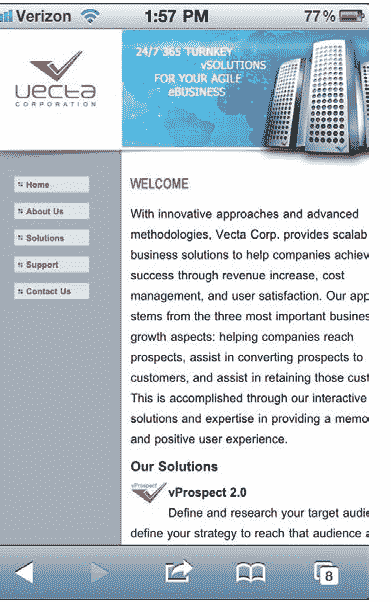 Verizon 1:57 PM 77%
24/7 365 TURNKEY
vSOLUTIONS
FOR YOUR AGILE
eBUSINESS
vecta
CORPORATION
Home
About Us
Solutions
Support
Contact Us
WELCOME
With innovative approaches and advanced
methodologies, Vecta Corp. provides scalab
business solutions to help companies achiev
success through revenue increase, cost
management, and user satisfaction. Our app
stems from the three most important busines
growth aspects: helping companies reach
prospects, assist in converting prospects to
customers, and assist in retaining those cust
This is accomplished through our interactive
solutions and expertise in providing a memo
and positive user experience.
Our Solutions
vProspect
vProspect 2.0
Define and research your target audie
define your strategy to reach that audience a
8